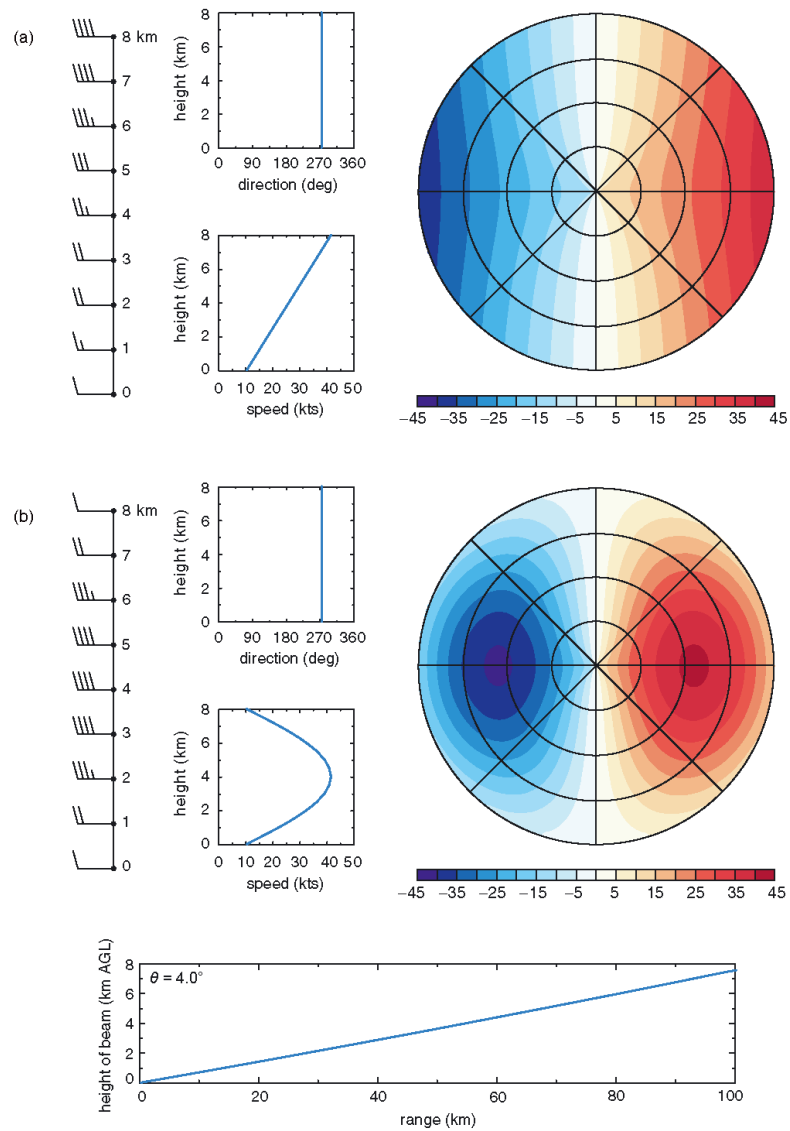 (a)
8 km
7
6
5
4
3
2
1
0
height (km)
8
6
4
2
0
0 90 180 270 360
direction (deg)
height (km)
8
6
4
2
0
0 10 20 30 40 50
speed (kts)
−45 −35 −25 −15 −5 5 15 25 35 45
(b)
8 km
7
6
5
4
3
2
1
0
height (km)
8
6
4
2
0
0 90 180 270 360
direction (deg)
height (km)
8
6
4
2
0
0 10 20 30 40 50
speed (kts)
−45 −35 −25 −15 −5 5 15 25 35 45
height of beam (km AGL)
8
6
4
2
0
θ = 4.0°
0 20 40 60 80 100
range (km)